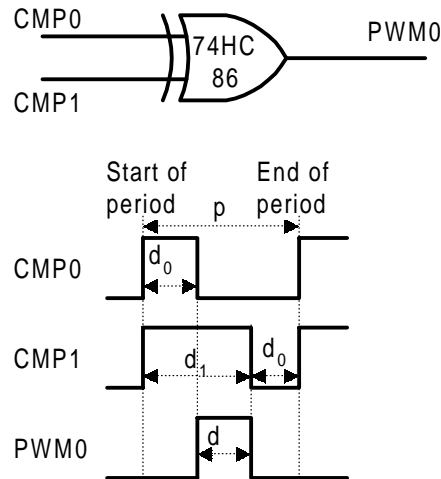 CMP0
PWM0
74HC
86
CMP1
Start of
period
End of
period
p
CMP0
d0
CMP1
d1
d0
PWM0
d